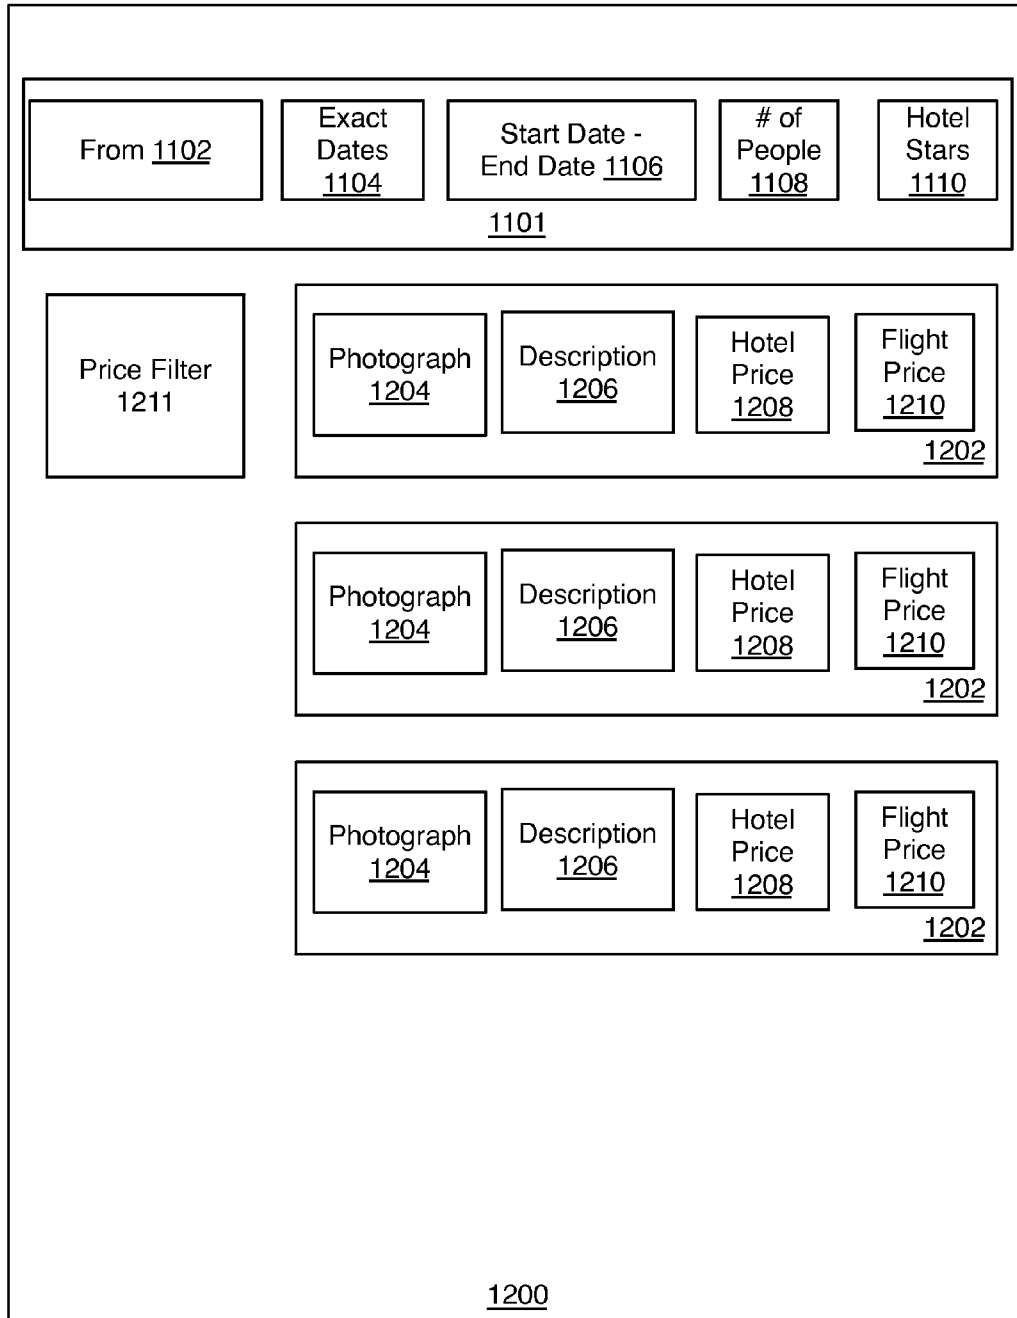 From 1102
Exact
Dates
1104
Start Date -
End Date 1106
# of
People
1108
Hotel
Stars
1110
1101
Price Filter
1211
Photograph
1204
Description
1206
Hotel
Price
1208
Flight
Price
1210
1202
Photograph
1204
Description
1206
Hotel
Price
1208
Flight
Price
1210
1202
Photograph
1204
Description
1206
Hotel
Price
1208
Flight
Price
1210
1202
1200